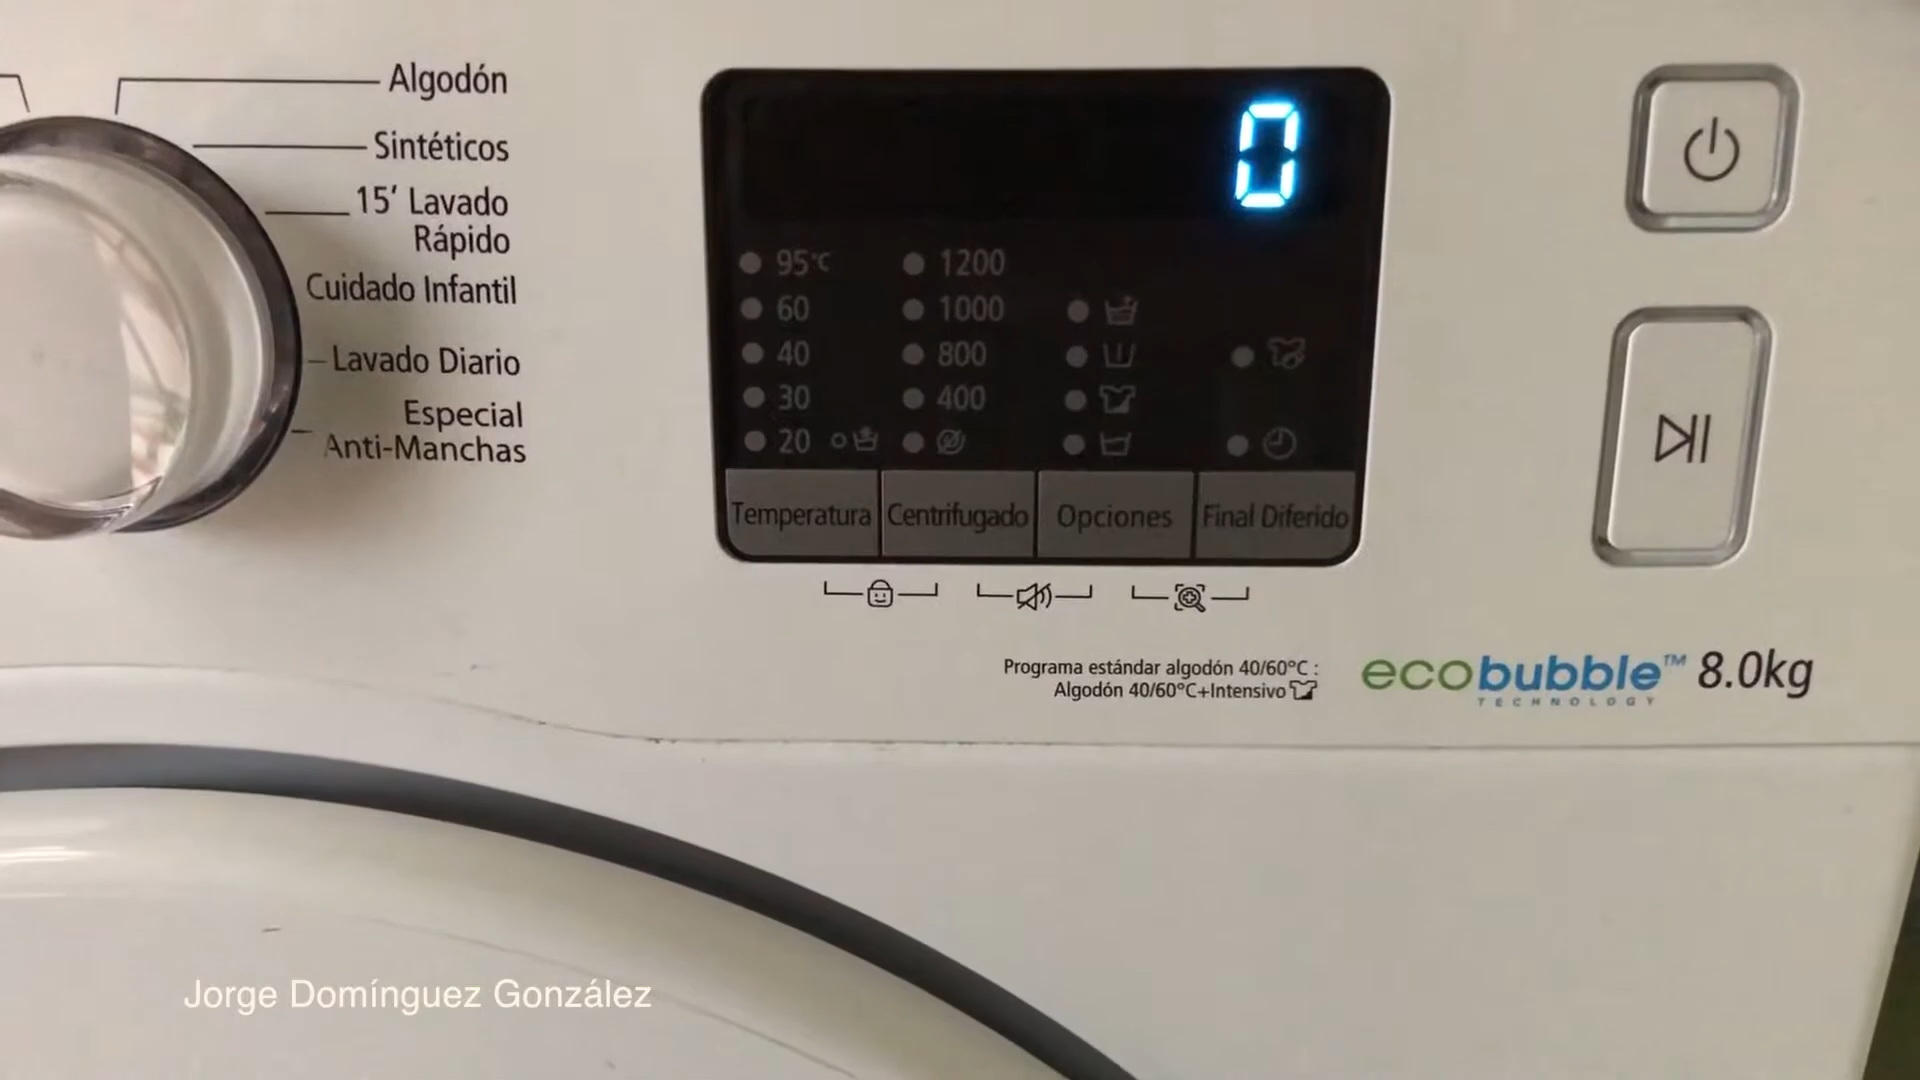 Algodón
Sintéticos
15' Lavado
Rápido
Cuidado Infantil
Lavado Diario
Especial
Anti-Manchas
0
95°C
60
40
30
20
1200
1000
800
400
Temperatura
Centrifugado
Opciones
Final Diferido
Programa estándar algodón 40/60°C :
Algodón 40/60°C+Intensivo
ecobubble™ 8.0kg
TECHNOLOGY
Jorge Domínguez González